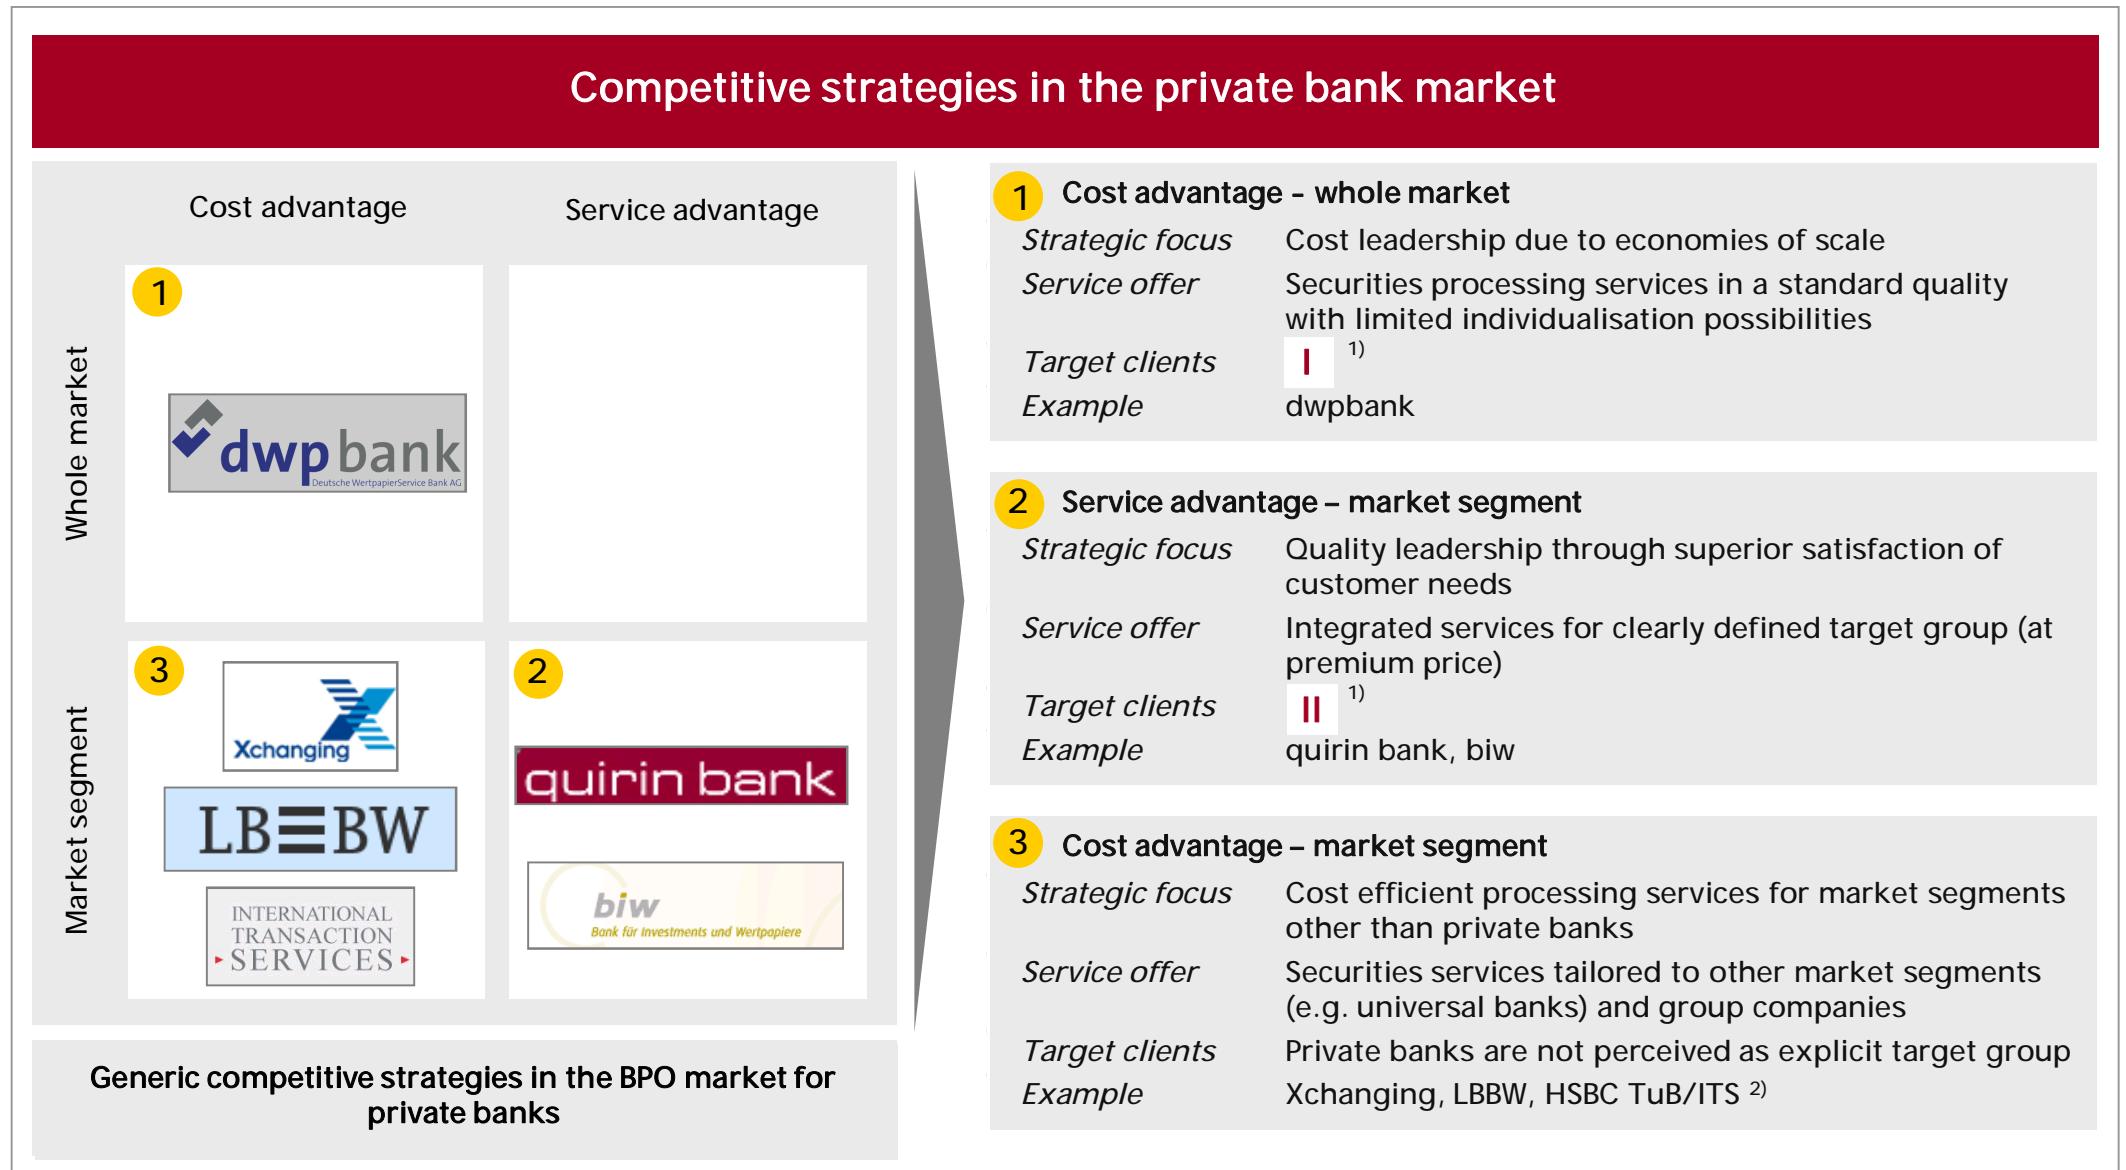 Competitive strategies in the private bank market
Cost advantage
Service advantage
Whole market
Market segment
1
dwpbank
Deutsche WertpapierService Bank AG
3
Xchanging
LBBW
INTERNATIONAL
TRANSACTION
SERVICES
2
quirin bank
biw
Bank für Investments und Wertpapiere
Generic competitive strategies in the BPO market for
private banks
1 Cost advantage – whole market
Strategic focus Cost leadership due to economies of scale
Service offer Securities processing services in a standard quality
with limited individualisation possibilities
Target clients I 1)
Example dwpbank
2 Service advantage – market segment
Strategic focus Quality leadership through superior satisfaction of
customer needs
Service offer Integrated services for clearly defined target group (at
premium price)
Target clients II 1)
Example quirin bank, biw
3 Cost advantage – market segment
Strategic focus Cost efficient processing services for market segments
other than private banks
Service offer Securities services tailored to other market segments
(e.g. universal banks) and group companies
Target clients Private banks are not perceived as explicit target group
Example Xchanging, LBBW, HSBC TuB/ITS 2)